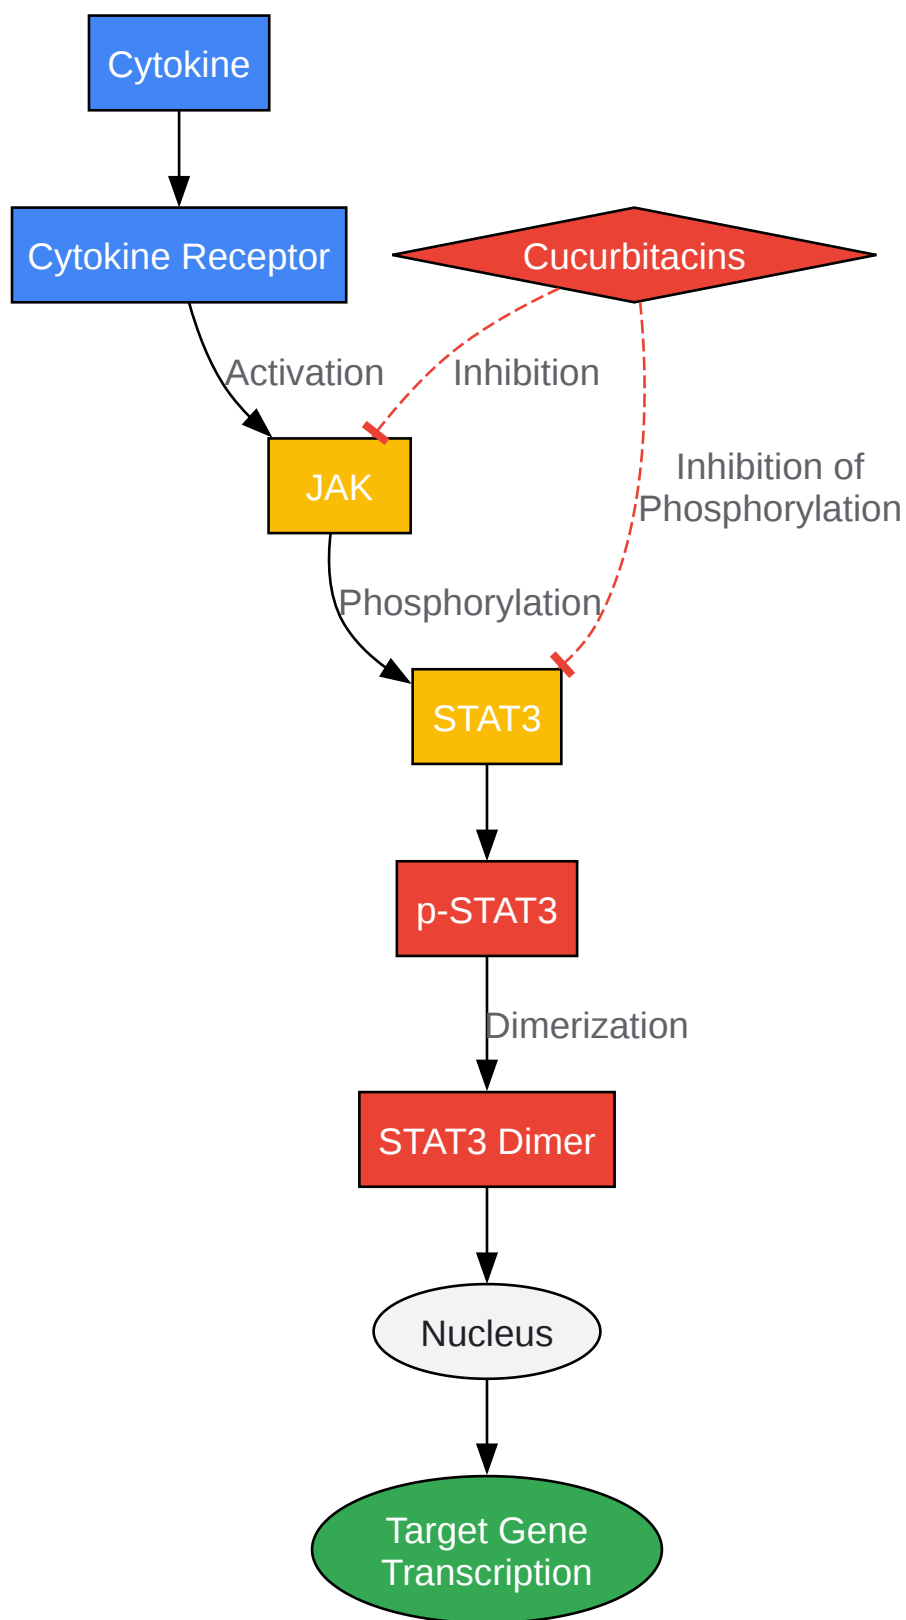 Cytokine
Cytokine Receptor
Cucurbitacins
Activation
Inhibition
JAK
Inhibition of
Phosphorylation
Phosphorylation
STAT3
p-STAT3
Dimerization
STAT3 Dimer
Nucleus
Target Gene
Transcription